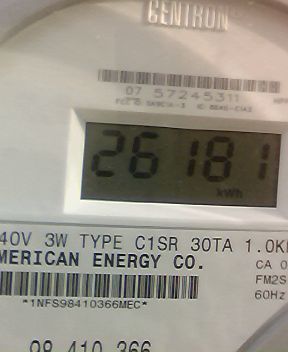 CENTRON
07 57245311
26181
kWh
40V 3W TYPE C1SR 30TA 1.0K
MERICAN ENERGY CO.
CA 0
FM2S
60Hz
*1NFS98410366MEC*
98 410 366